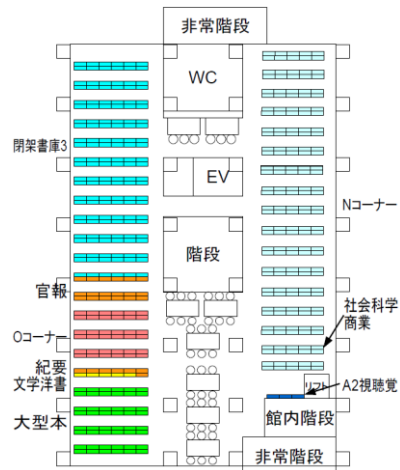 非常階段
WC
閉架書庫3
EV
Nコーナー
階段
官報
社会科学
商業
Oコーナー
紀要
文学洋書
リフト
A2視聴覚
大型本
館内階段
非常階段